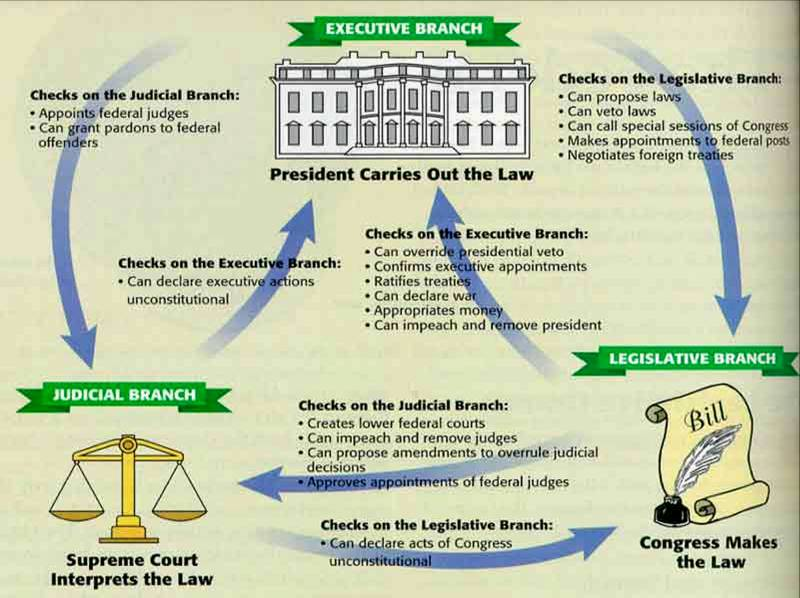 EXECUTIVE BRANCH
President Carries Out the Law
Checks on the Judicial Branch:
• Appoints federal judges
• Can grant pardons to federal
offenders
Checks on the Legislative Branch:
• Can propose laws
• Can veto laws
• Can call special sessions of Congress
• Makes appointments to federal posts
• Negotiates foreign treaties
Checks on the Executive Branch:
• Can declare executive actions
unconstitutional
Checks on the Executive Branch:
• Can override presidential veto
• Confirms executive appointments
• Ratifies treaties
• Can declare war
• Appropriates money
• Can impeach and remove president
JUDICIAL BRANCH
Supreme Court
Interprets the Law
LEGISLATIVE BRANCH
Bill
Congress Makes
the Law
Checks on the Judicial Branch:
• Creates lower federal courts
• Can impeach and remove judges
• Can propose amendments to overrule judicial
decisions
• Approves appointments of federal judges
Checks on the Legislative Branch:
• Can declare acts of Congress
unconstitutional